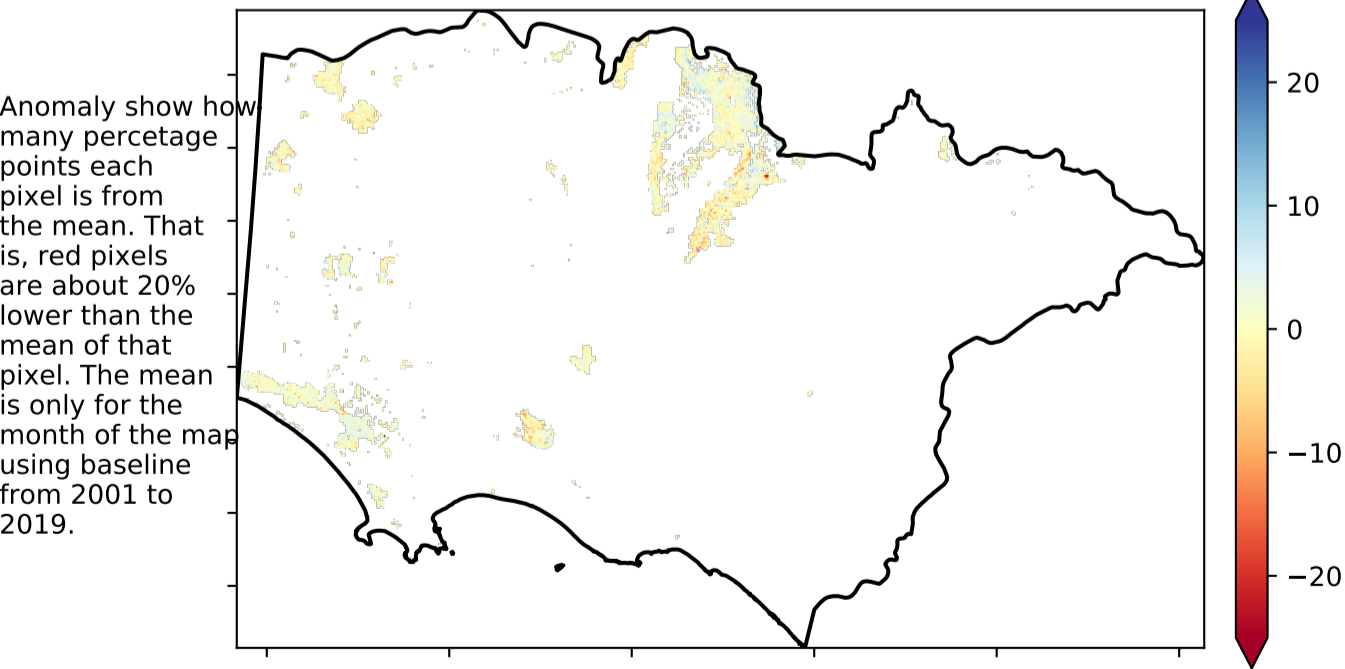 Anomaly show how
many percetage
points each
pixel is from
the mean. That
is, red pixels
are about 20%
lower than the
mean of that
pixel. The mean
is only for the
month of the map
using baseline
from 2001 to
2019.
20
10
0
−10
−20